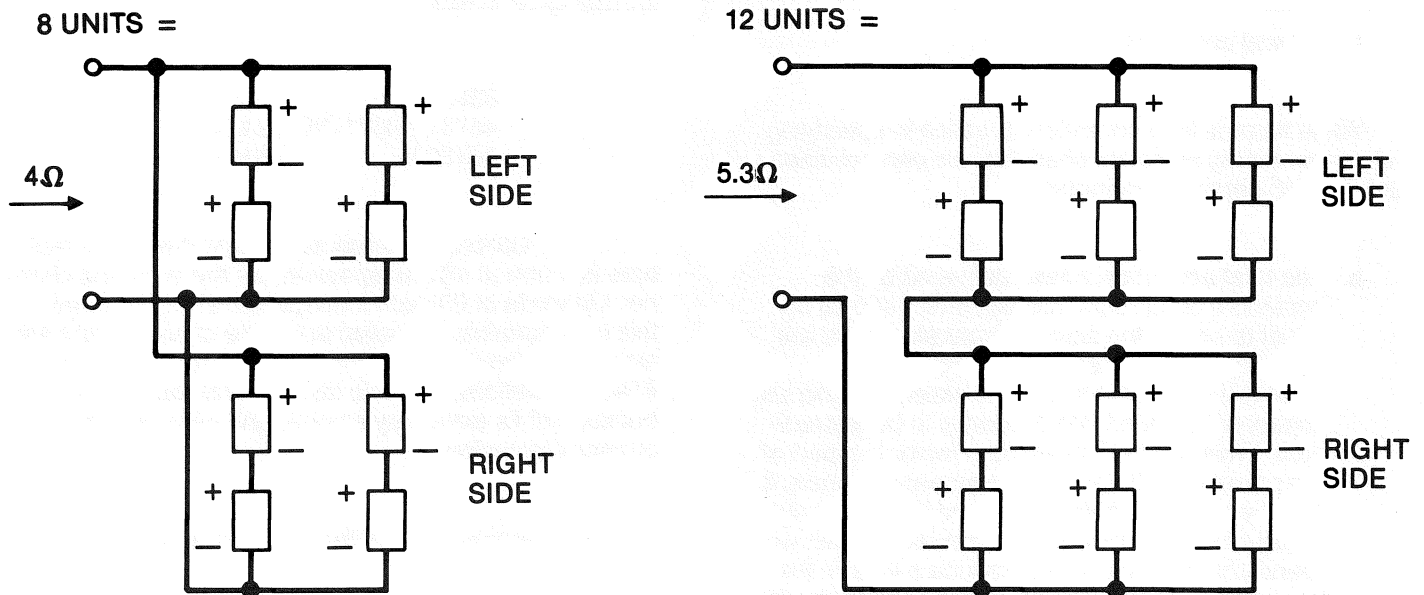 8 UNITS =
+ +
— —
LEFT
SIDE
4Ω
+ +
— —
+ +
— —
RIGHT
SIDE
+ +
— —
12 UNITS =
+ + +
— — —
LEFT
SIDE
5.3Ω
+ + +
— — —
+ + +
— — —
RIGHT
SIDE
+ + +
— — —